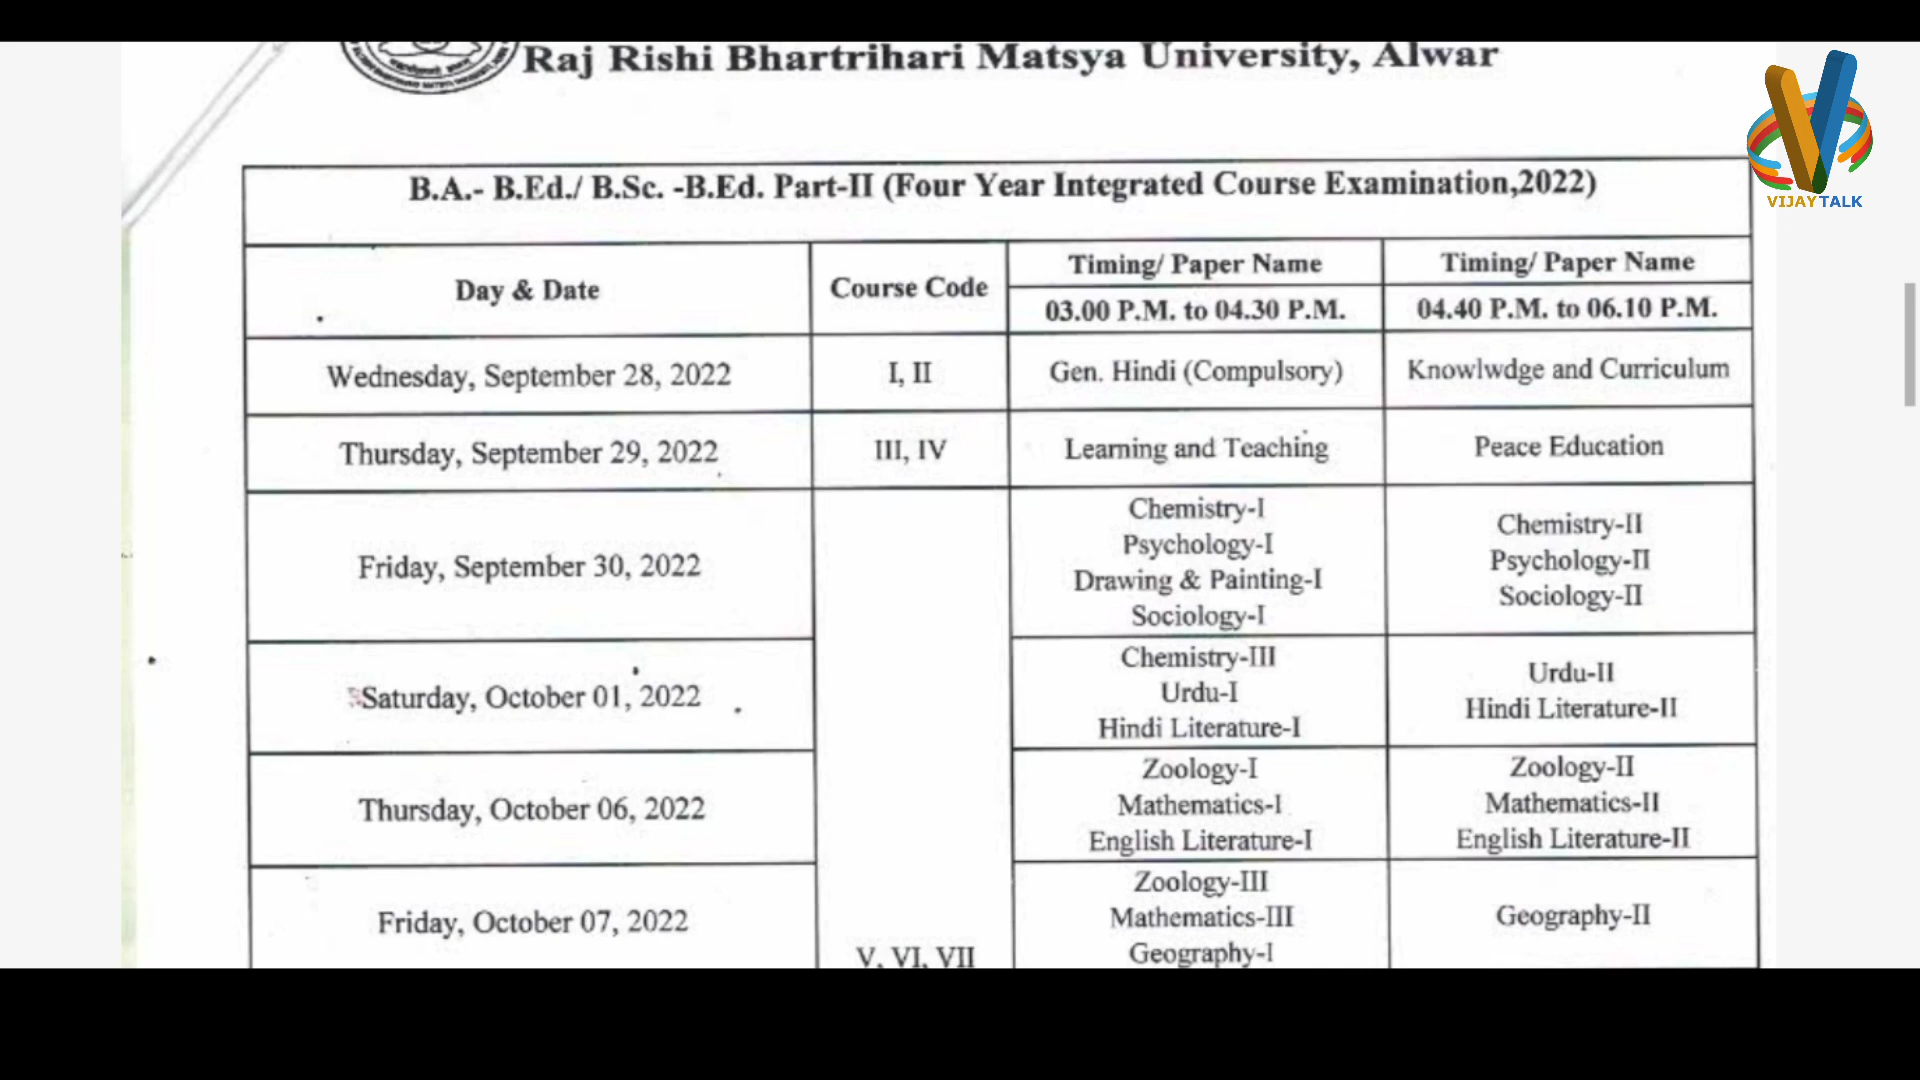 Raj Rishi Bhartrihari Matsya University, Alwar
VIJAYTALK
B.A.- B.Ed./ B.Sc. -B.Ed. Part-II (Four Year Integrated Course Examination,2022)
Day & Date
Course Code
Timing/ Paper Name
Timing/ Paper Name
03.00 P.M. to 04.30 P.M.
04.40 P.M. to 06.10 P.M.
Wednesday, September 28, 2022
I, II
Gen. Hindi (Compulsory)
Knowlwdge and Curriculum
Thursday, September 29, 2022
III, IV
Learning and Teaching
Peace Education
Friday, September 30, 2022
Chemistry-I
Psychology-I
Drawing & Painting-I
Sociology-I
Chemistry-II
Psychology-II
Sociology-II
Saturday, October 01, 2022
Chemistry-III
Urdu-I
Hindi Literature-I
Urdu-II
Hindi Literature-II
Thursday, October 06, 2022
Zoology-I
Mathematics-I
English Literature-I
Zoology-II
Mathematics-II
English Literature-II
Friday, October 07, 2022
V, VI, VII
Zoology-III
Mathematics-III
Geography-I
Geography-II